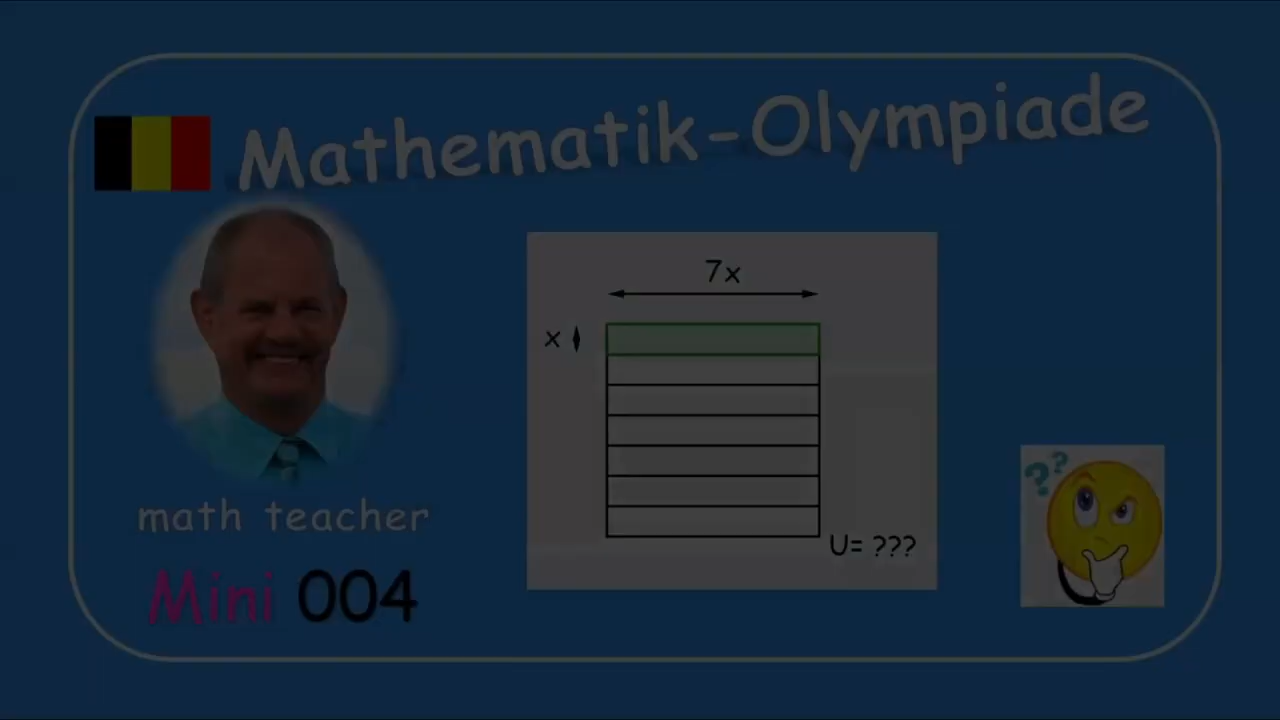 Mathematik-Olympiade
7x
x
U= ???
??
math teacher
Mini 004